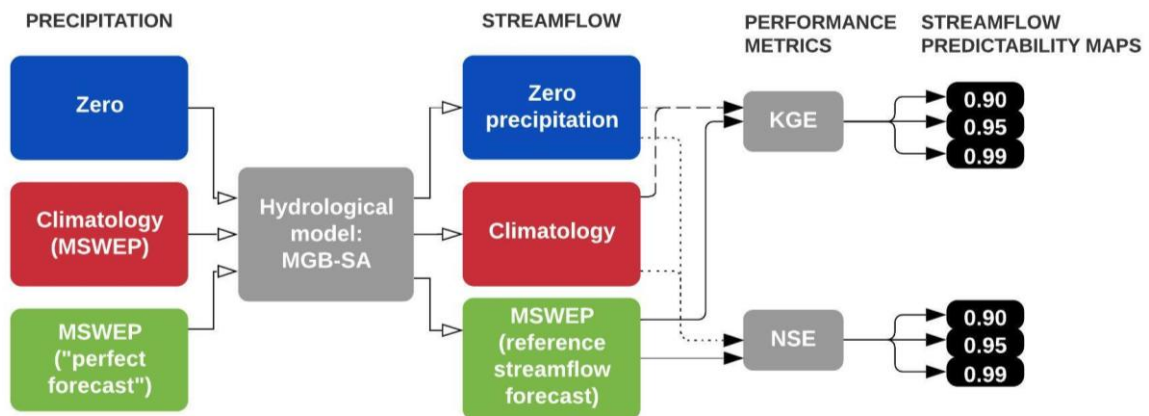 PRECIPITATION
STREAMFLOW
PERFORMANCE
METRICS
STREAMFLOW
PREDICTABILITY MAPS
Zero
Climatology
(MSWEP)
MSWEP
("perfect
forecast")
Hydrological
model:
MGB-SA
Zero
precipitation
Climatology
MSWEP
(reference
streamflow
forecast)
KGE
NSE
0.90
0.95
0.99
0.90
0.95
0.99